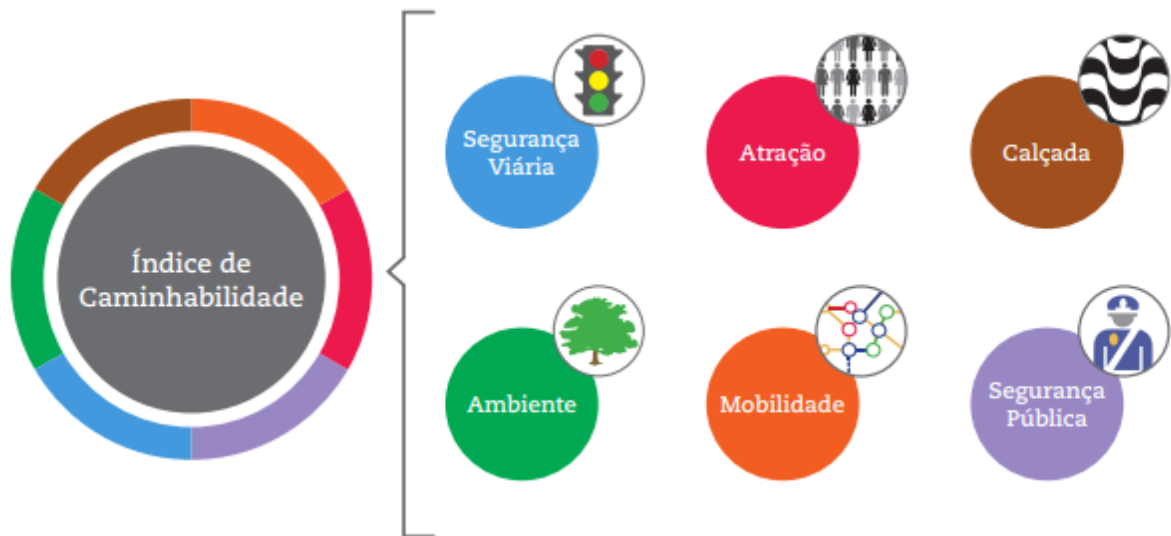 Índice de
Caminhabilidade
Segurança
Viária
Atração
Calçada
Ambiente
Mobilidade
Segurança
Pública